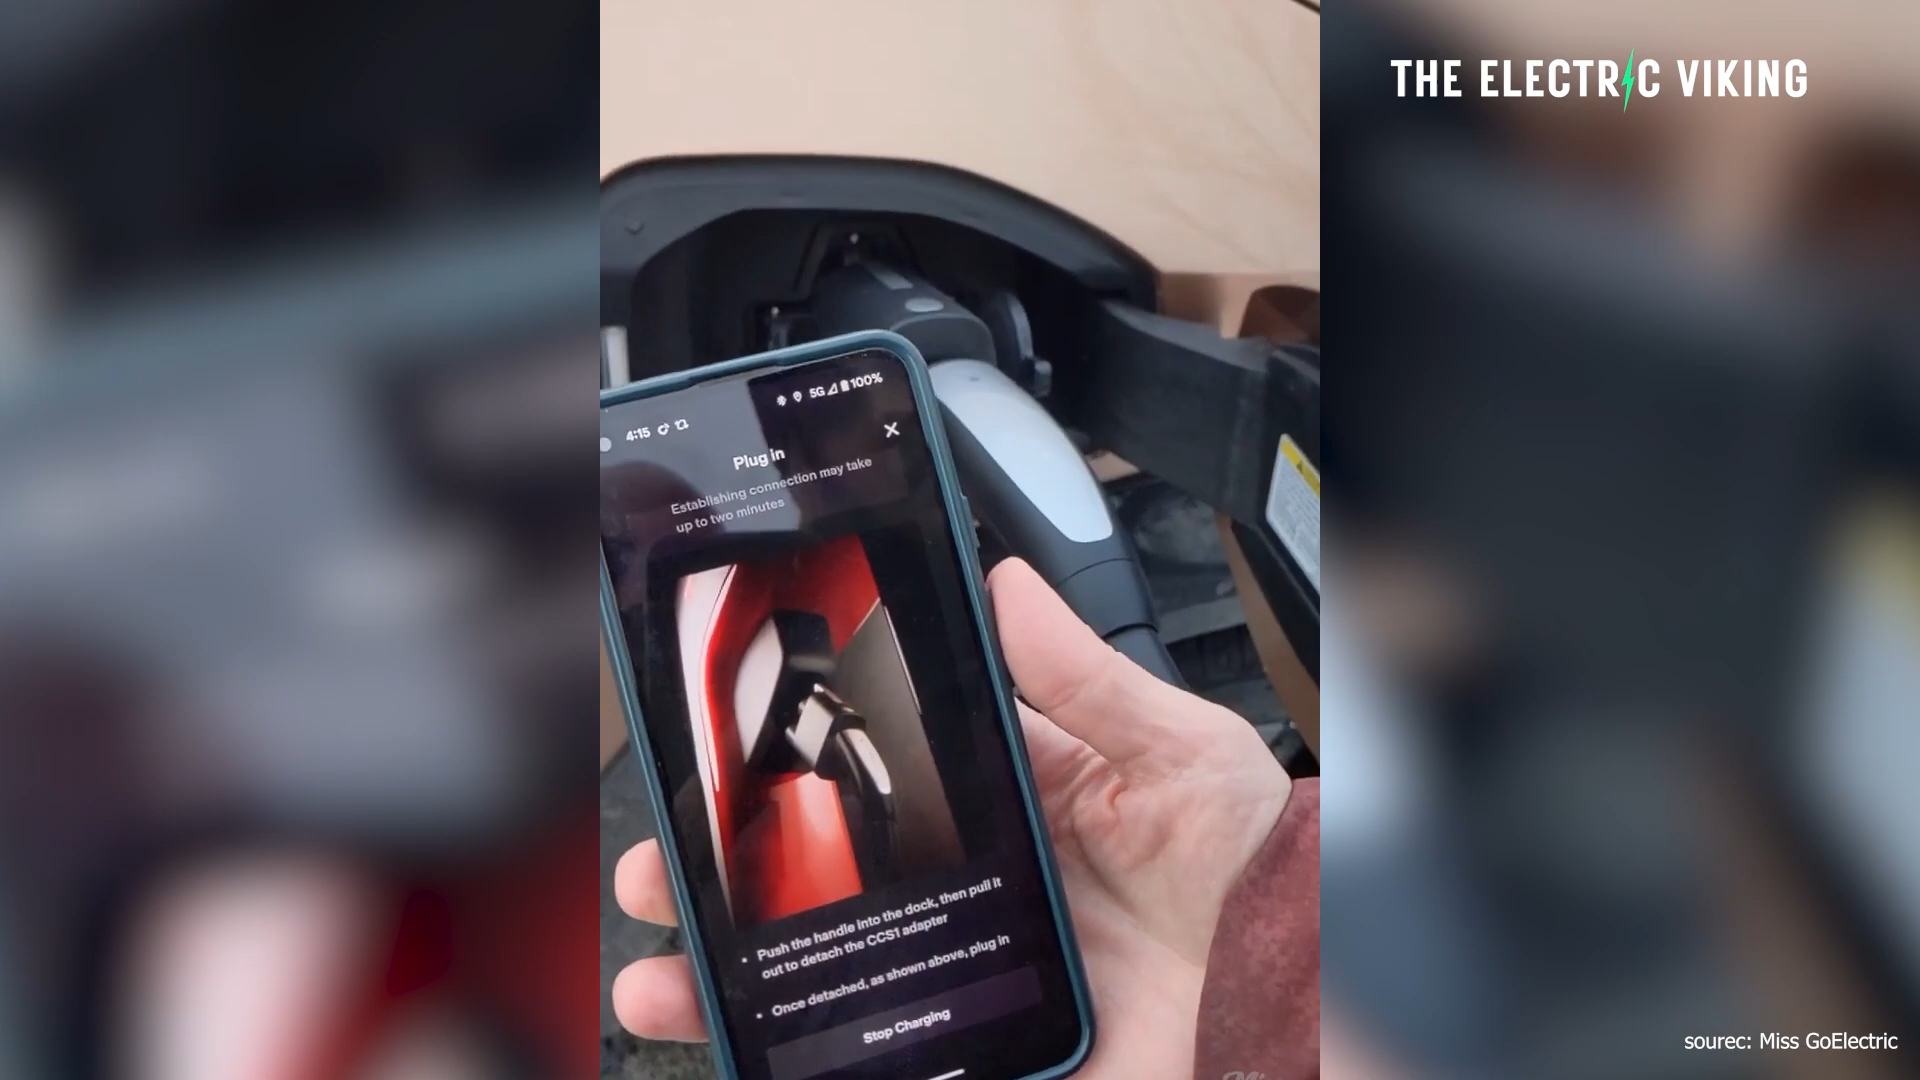 THE ELECTRIC VIKING
5G 100%
4:15
Plug in
Establishing connection may take
up to two minutes
• Push the handle into the dock, then pull it
out to detach the CCS1 adapter
• Once detached, as shown above, plug in
Stop Charging
sourec: Miss GoElectric